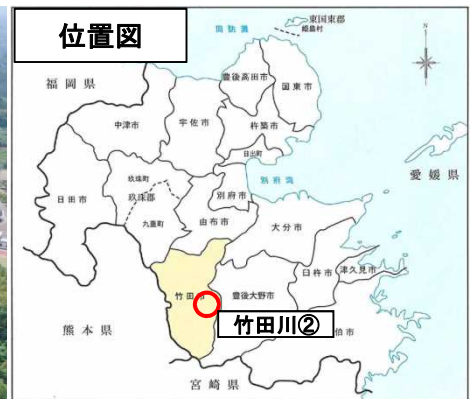 位置図
周防灘
東国東郡
姫島村
N
福岡県
豊後高田市
国東市
中津市
宇佐市
杵築市
日出町
愛媛県
玖珠町
別府湾
日田市
玖珠郡
別府市
九重町
由布市
大分市
臼杵市
津久見市
竹田市
豊後大野市
竹田川②
伯市
熊本県
宮崎県